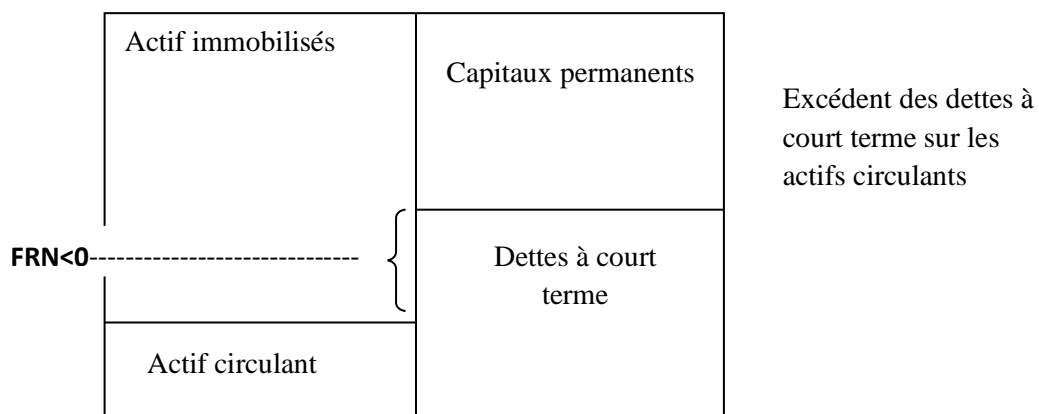 Actif immobilisés
Capitaux permanents
Excédent des dettes à
court terme sur les
actifs circulants
FRN<0
Dettes à court
terme
Actif circulant